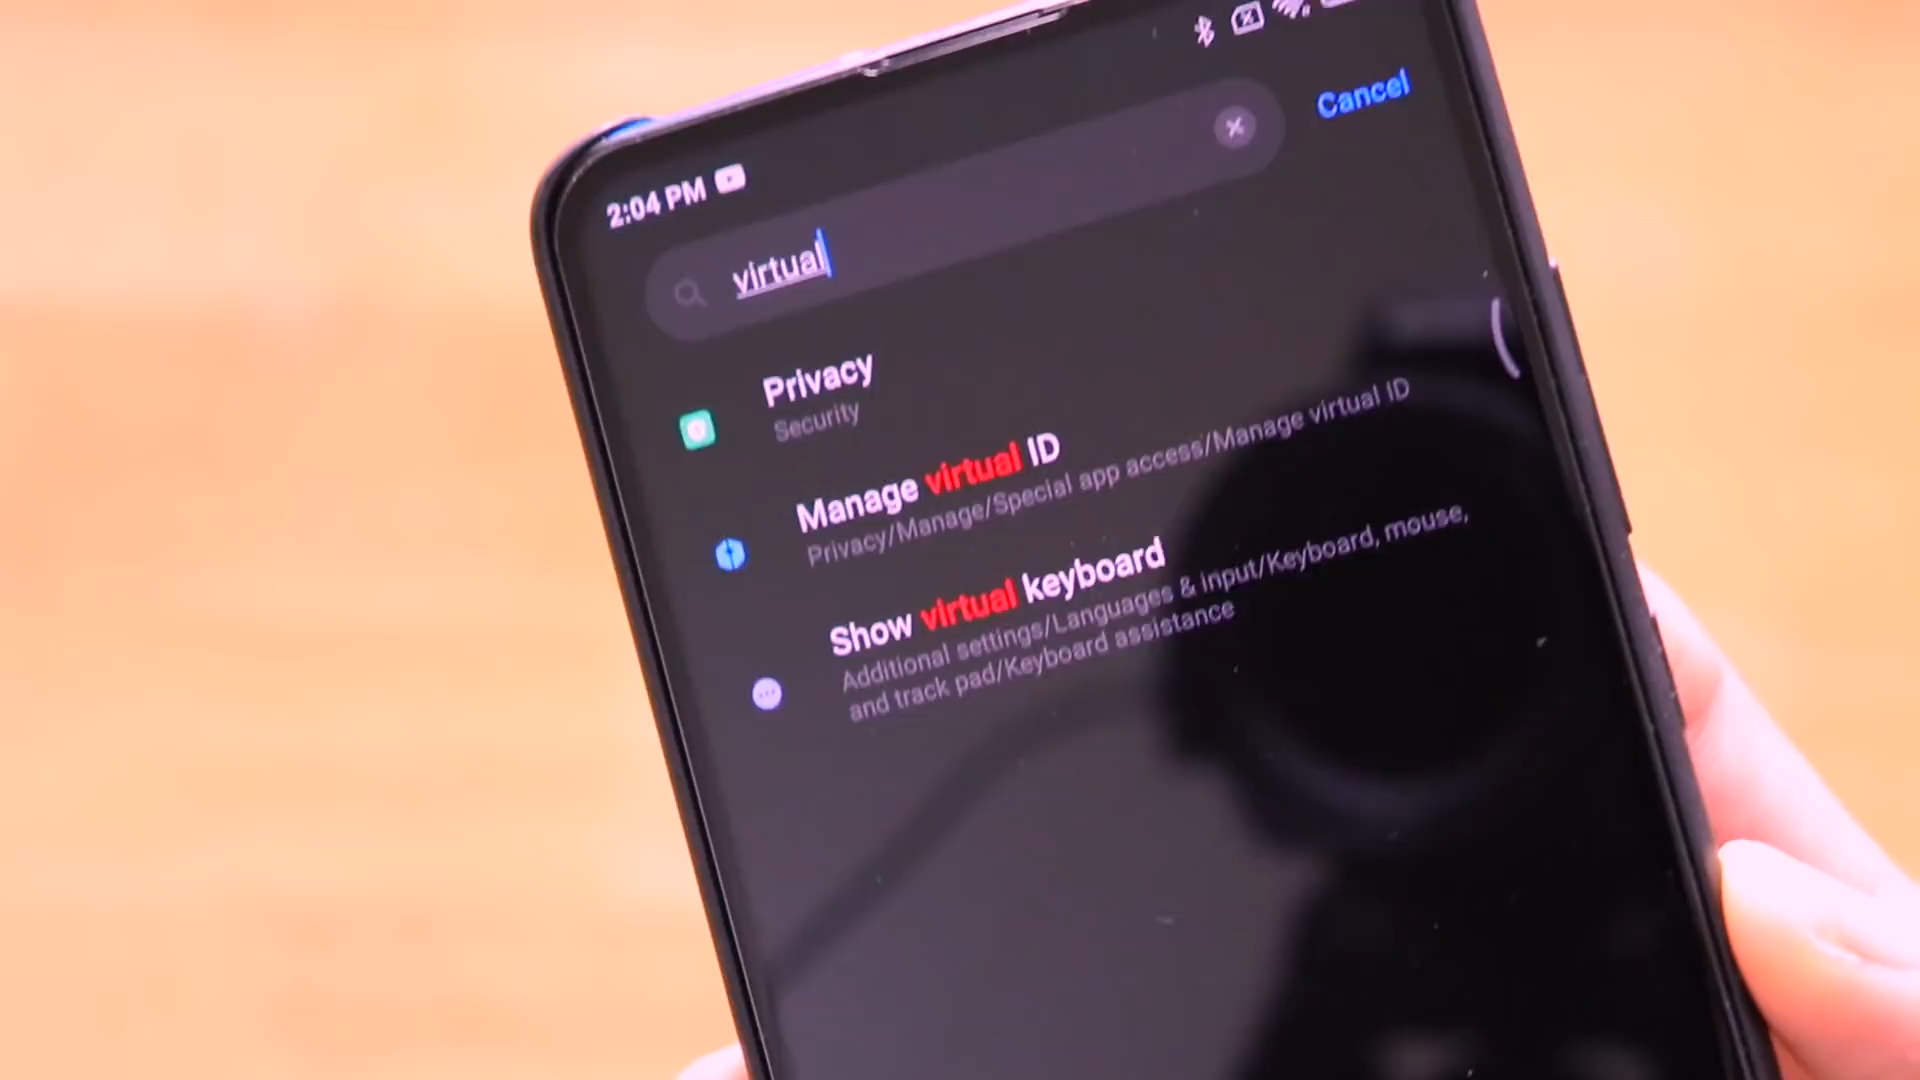 2:04 PM
Cancel
virtual
Privacy
Security
Manage virtual ID
Privacy/Manage/Special app access/Manage virtual ID
Show virtual keyboard
Additional settings/Languages & input/Keyboard, mouse,
and track pad/Keyboard assistance